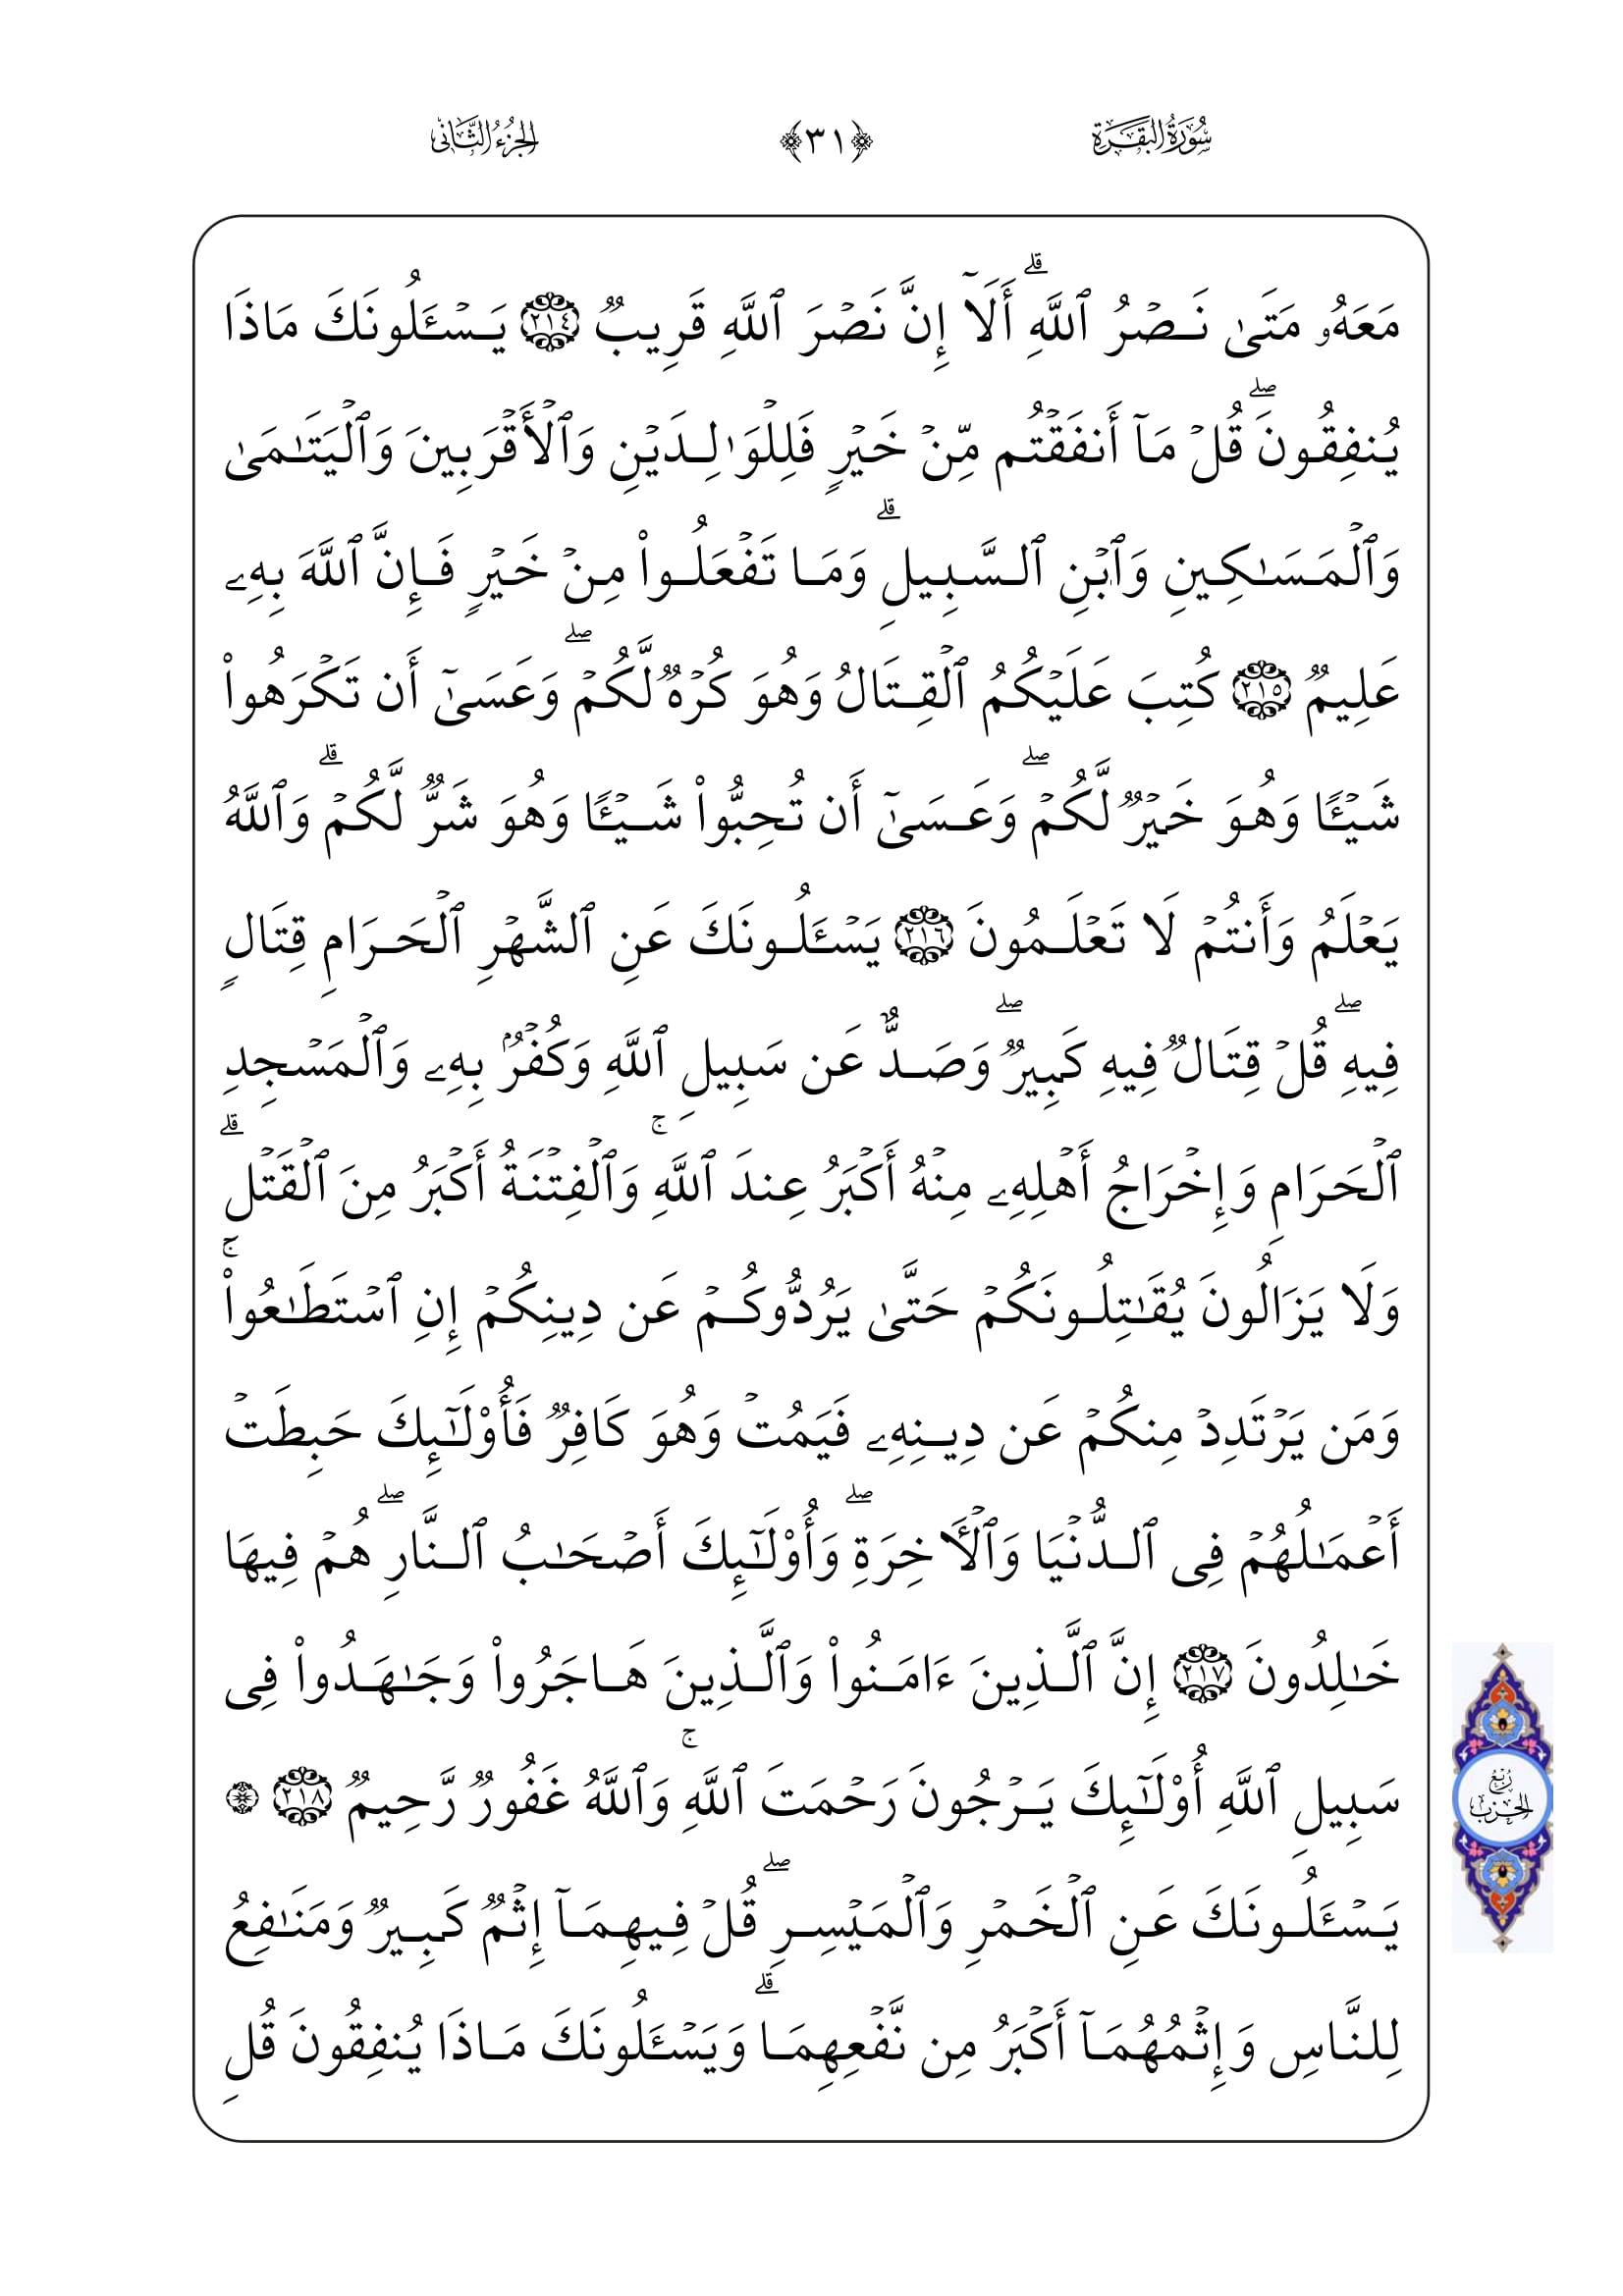 سُورَةُ البَقَرَةِ ﴿٣١﴾ الجُزْءُ الثَّانِي
مَعَهُۥ مَتَىٰ نَصۡرُ ٱللَّهِۗ أَلَآ إِنَّ نَصۡرَ ٱللَّهِ قَرِيبٞ ٢١٤ يَسۡـَٔلُونَكَ مَاذَا
يُنفِقُونَۖ قُلۡ مَآ أَنفَقۡتُم مِّنۡ خَيۡرٖ فَلِلۡوَٰلِدَيۡنِ وَٱلۡأَقۡرَبِينَ وَٱلۡيَتَٰمَىٰ
وَٱلۡمَسَٰكِينِ وَٱبۡنِ ٱلسَّبِيلِۗ وَمَا تَفۡعَلُواْ مِنۡ خَيۡرٖ فَإِنَّ ٱللَّهَ بِهِۦ
عَلِيمٞ ٢١٥ كُتِبَ عَلَيۡكُمُ ٱلۡقِتَالُ وَهُوَ كُرۡهٞ لَّكُمۡۖ وَعَسَىٰٓ أَن تَكۡرَهُواْ
شَيۡـٔٗا وَهُوَ خَيۡرٞ لَّكُمۡۖ وَعَسَىٰٓ أَن تُحِبُّواْ شَيۡـٔٗا وَهُوَ شَرّٞ لَّكُمۡۗ وَٱللَّهُ
يَعۡلَمُ وَأَنتُمۡ لَا تَعۡلَمُونَ ٢١٦ يَسۡـَٔلُونَكَ عَنِ ٱلشَّهۡرِ ٱلۡحَرَامِ قِتَالٖ
فِيهِۖ قُلۡ قِتَالٞ فِيهِ كَبِيرٞۖ وَصَدٌّ عَن سَبِيلِ ٱللَّهِ وَكُفۡرُۢ بِهِۦ وَٱلۡمَسۡجِدِ
ٱلۡحَرَامِ وَإِخۡرَاجُ أَهۡلِهِۦ مِنۡهُ أَكۡبَرُ عِندَ ٱللَّهِۚ وَٱلۡفِتۡنَةُ أَكۡبَرُ مِنَ ٱلۡقَتۡلِۗ
وَلَا يَزَالُونَ يُقَٰتِلُونَكُمۡ حَتَّىٰ يَرُدُّوكُمۡ عَن دِينِكُمۡ إِنِ ٱسۡتَطَٰعُواْۚ
وَمَن يَرۡتَدِدۡ مِنكُمۡ عَن دِينِهِۦ فَيَمُتۡ وَهُوَ كَافِرٞ فَأُوْلَٰٓئِكَ حَبِطَتۡ
أَعۡمَٰلُهُمۡ فِي ٱلدُّنۡيَا وَٱلۡأٓخِرَةِۖ وَأُوْلَٰٓئِكَ أَصۡحَٰبُ ٱلنَّارِۖ هُمۡ فِيهَا
خَٰلِدُونَ ٢١٧ إِنَّ ٱلَّذِينَ ءَامَنُواْ وَٱلَّذِينَ هَاجَرُواْ وَجَٰهَدُواْ فِي
سَبِيلِ ٱللَّهِ أُوْلَٰٓئِكَ يَرۡجُونَ رَحۡمَتَ ٱللَّهِۚ وَٱللَّهُ غَفُورٞ رَّحِيمٞ ٢١٨ ۞
رُبُعُ
الحِزْبِ
يَسۡـَٔلُونَكَ عَنِ ٱلۡخَمۡرِ وَٱلۡمَيۡسِرِۖ قُلۡ فِيهِمَآ إِثۡمٞ كَبِيرٞ وَمَنَٰفِعُ
لِلنَّاسِ وَإِثۡمُهُمَآ أَكۡبَرُ مِن نَّفۡعِهِمَاۗ وَيَسۡـَٔلُونَكَ مَاذَا يُنفِقُونَ قُلِ